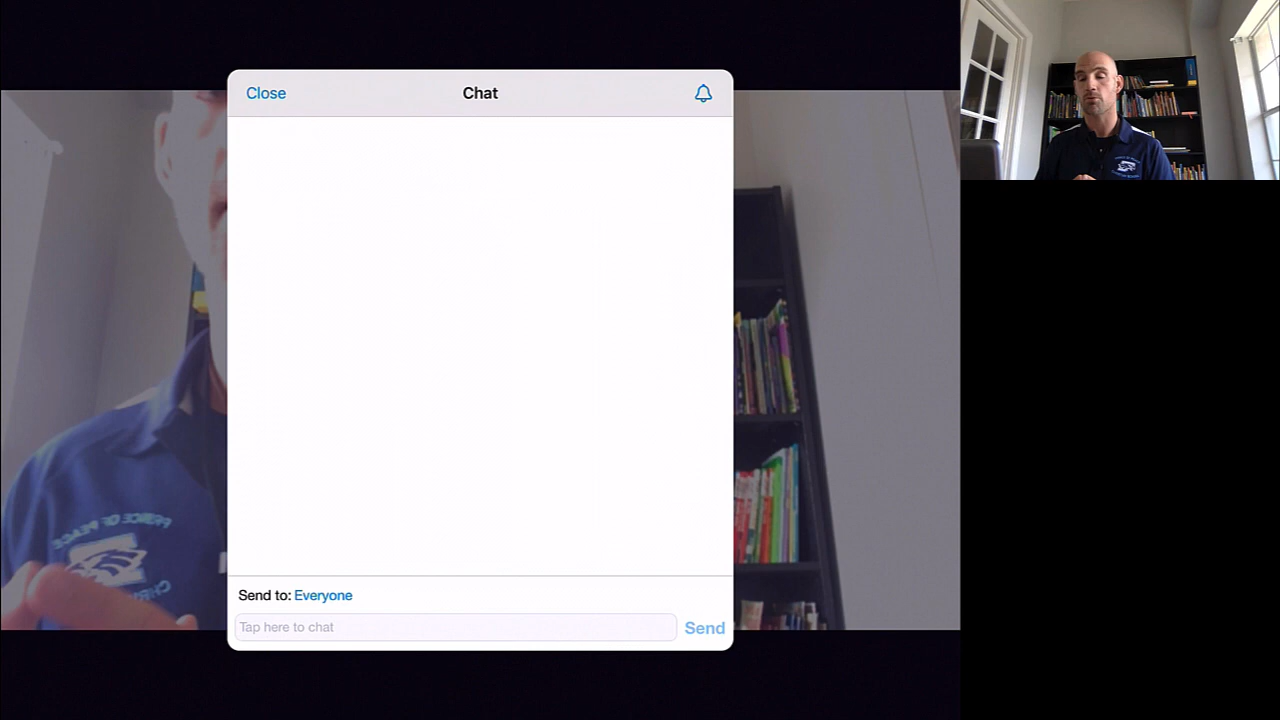 Close
Chat
Send to: Everyone
Tap here to chat
Send
PRINCE OF PEACE